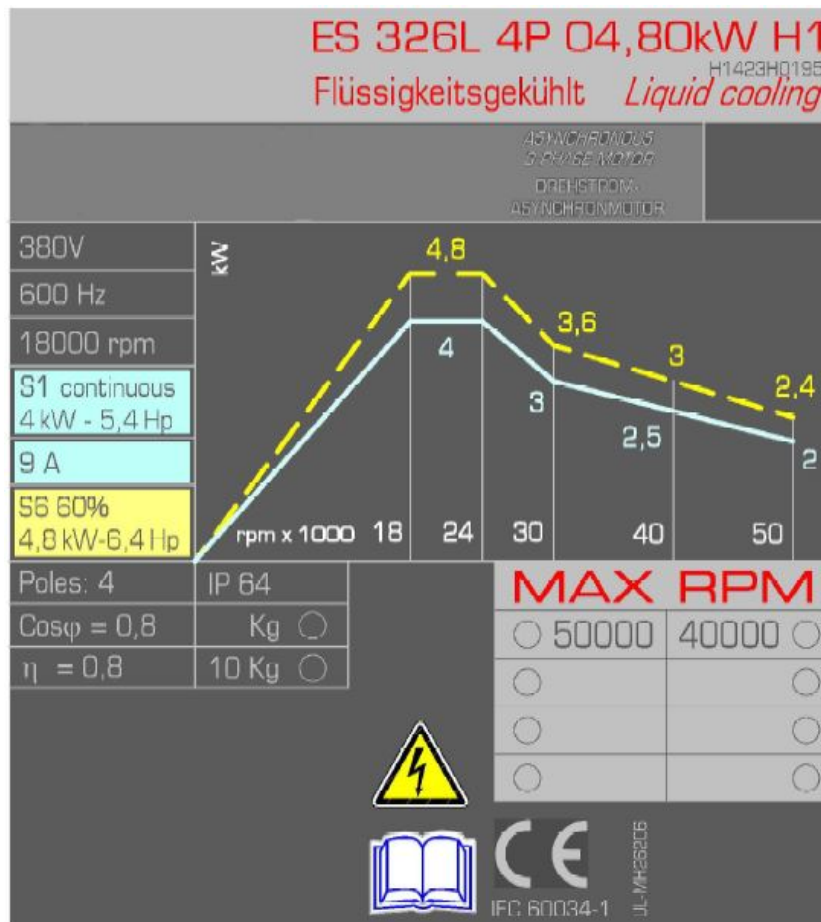 ES 326L 4P 04,80kW H1
H1423H0195
Flüssigkeitsgekühlt Liquid cooling
ASYNCHRONOUS
3 PHASE MOTOR
DREHSTROM-
ASYNCHRONMOTOR
380V
600 Hz
18000 rpm
S1 continuous
4 kW - 5,4 Hp
9 A
S6 60%
4,8 kW-6,4 Hp
kW
4,8
3,6
3
2,4
4
3
2,5
2
rpm x 1000 18 24 30 40 50
Poles: 4 IP 64
Cosφ = 0,8 Kg
η = 0,8 10 Kg
MAX RPM
50000 40000
CE
IEC 60034-1
UL-MH26206